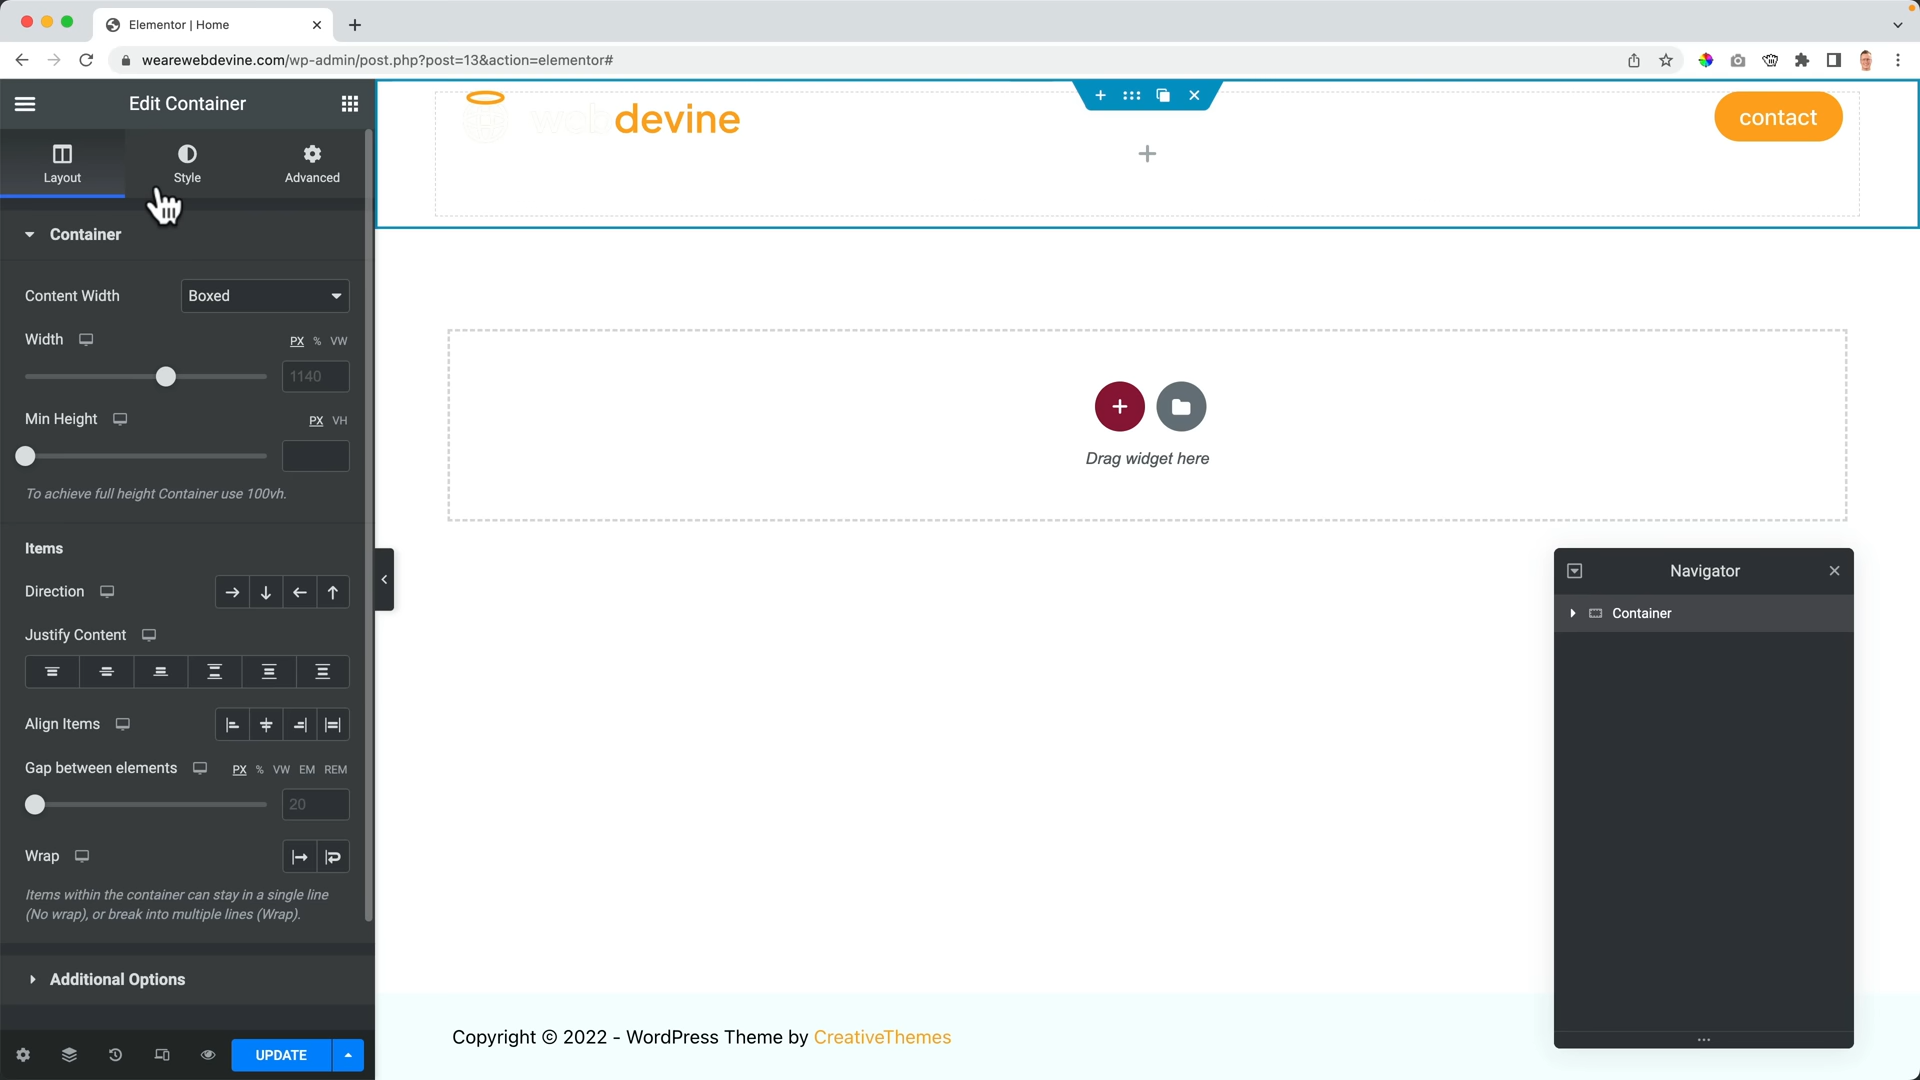 Elementor | Home
wearewebdevine.com/wp-admin/post.php?post=13&action=elementor#
Edit Container
Layout
Style
Advanced
Container
Content Width
Boxed
Width
PX % VW
1140
Min Height
PX VH
To achieve full height Container use 100vh.
Items
Direction
Justify Content
Align Items
Gap between elements
PX % VW EM REM
20
Wrap
Items within the container can stay in a single line
(No wrap), or break into multiple lines (Wrap).
Additional Options
UPDATE
webdevine
contact
Drag widget here
Navigator
Container
Copyright © 2022 - WordPress Theme by CreativeThemes